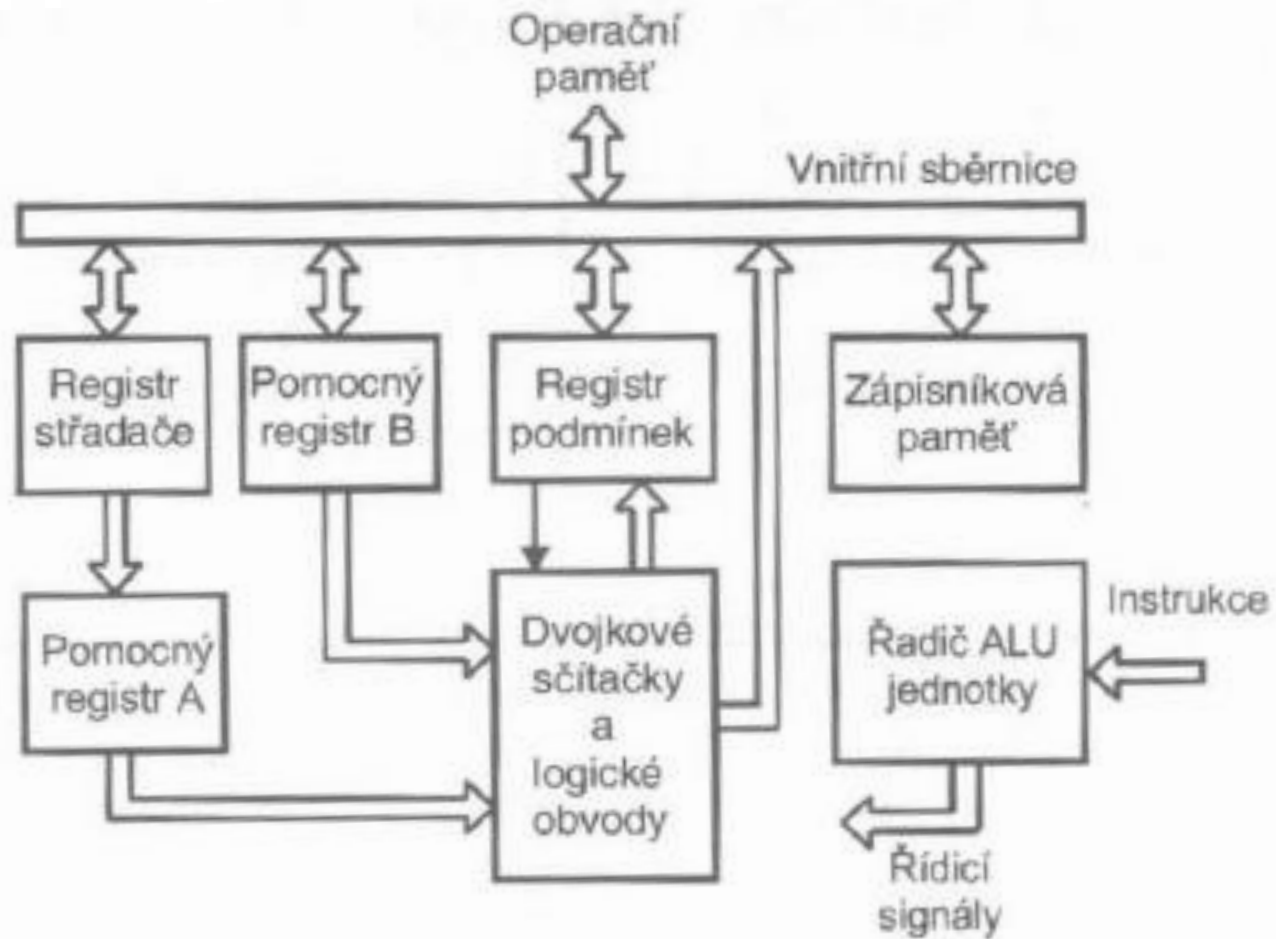 Operační
paměť
Vnitřní sběrnice
Registr
střadače
Pomocný
registr B
Registr
podmínek
Zápisníková
paměť
Pomocný
registr A
Dvojkové
sčítačky
a
logické
obvody
Řadič ALU
jednotky
Instrukce
Řídicí
signály